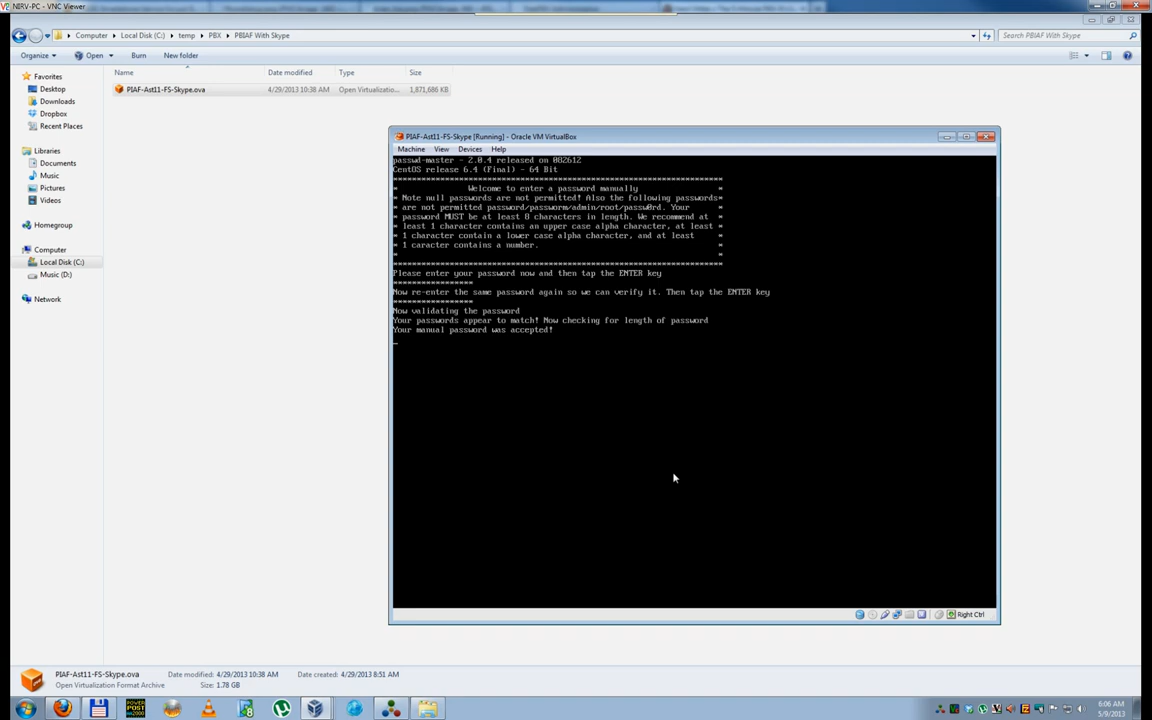 NIRV-PC - VNC Viewer
Computer Local Disk (C:) temp PBX PBIAF With Skype Search PBIAF With Skype
Organize Open Burn New folder
Favorites
Desktop
Downloads
Dropbox
Recent Places
Libraries
Documents
Music
Pictures
Videos
Homegroup
Computer
Local Disk (C:)
Music (D:)
Network
Name Date modified Type Size
PIAF-Ast11-FS-Skype.ova 4/29/2013 10:38 AM Open Virtualizatio... 1,871,686 KB
PIAF-Ast11-FS-Skype [Running] - Oracle VM VirtualBox
Machine View Devices Help
passwd-master - 2.0.4 released on 082612
CentOS release 6.4 (Final) - 64 Bit
***********************************************************************
* Welcome to enter a password manually *
* Note null passwords are not permitted! Also the following passwords*
* are not permitted password/passworm/admin/root/passw0rd. Your *
* password MUST be at least 8 characters in length. We recommend at *
* least 1 character contains an upper case alpha character, at least *
* 1 character contain a lower case alpha character, and at least *
* 1 caracter contains a number. *
* *
***********************************************************************
Please enter your password now and then tap the ENTER key
*****************
Now re-enter the same password again so we can verify it. Then tap the ENTER key
*****************
Now validating the password
Your passwords appear to match! Now checking for length of password
Your manual password was accepted!
_
Right Ctrl
PIAF-Ast11-FS-Skype.ova Date modified: 4/29/2013 10:38 AM Date created: 4/29/2013 8:51 AM
Open Virtualization Format Archive Size: 1.78 GB
6:06 AM
5/9/2013